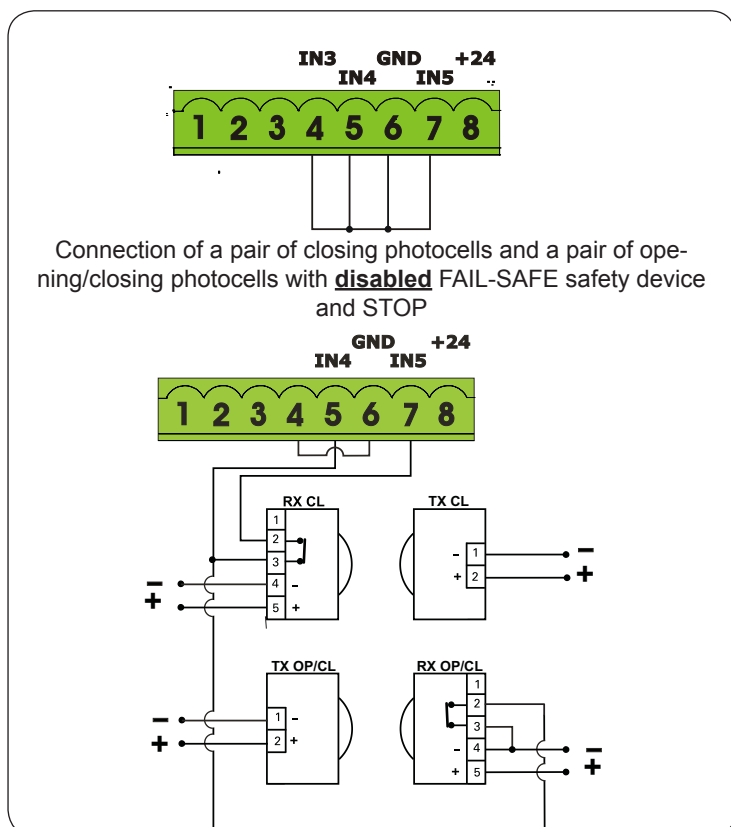 IN3 GND +24
IN4 IN5
1 2 3 4 5 6 7 8
Connection of a pair of closing photocells and a pair of ope-
ning/closing photocells with disabled FAIL-SAFE safety device
and STOP
GND +24
IN4 IN5
1 2 3 4 5 6 7 8
RX CL
1
2
3
4 -
5 +
- +
TX CL
- 1
+ 2
- +
TX OP/CL
1 -
2 +
- +
RX OP/CL
1
2
3
- 4
+ 5
- +